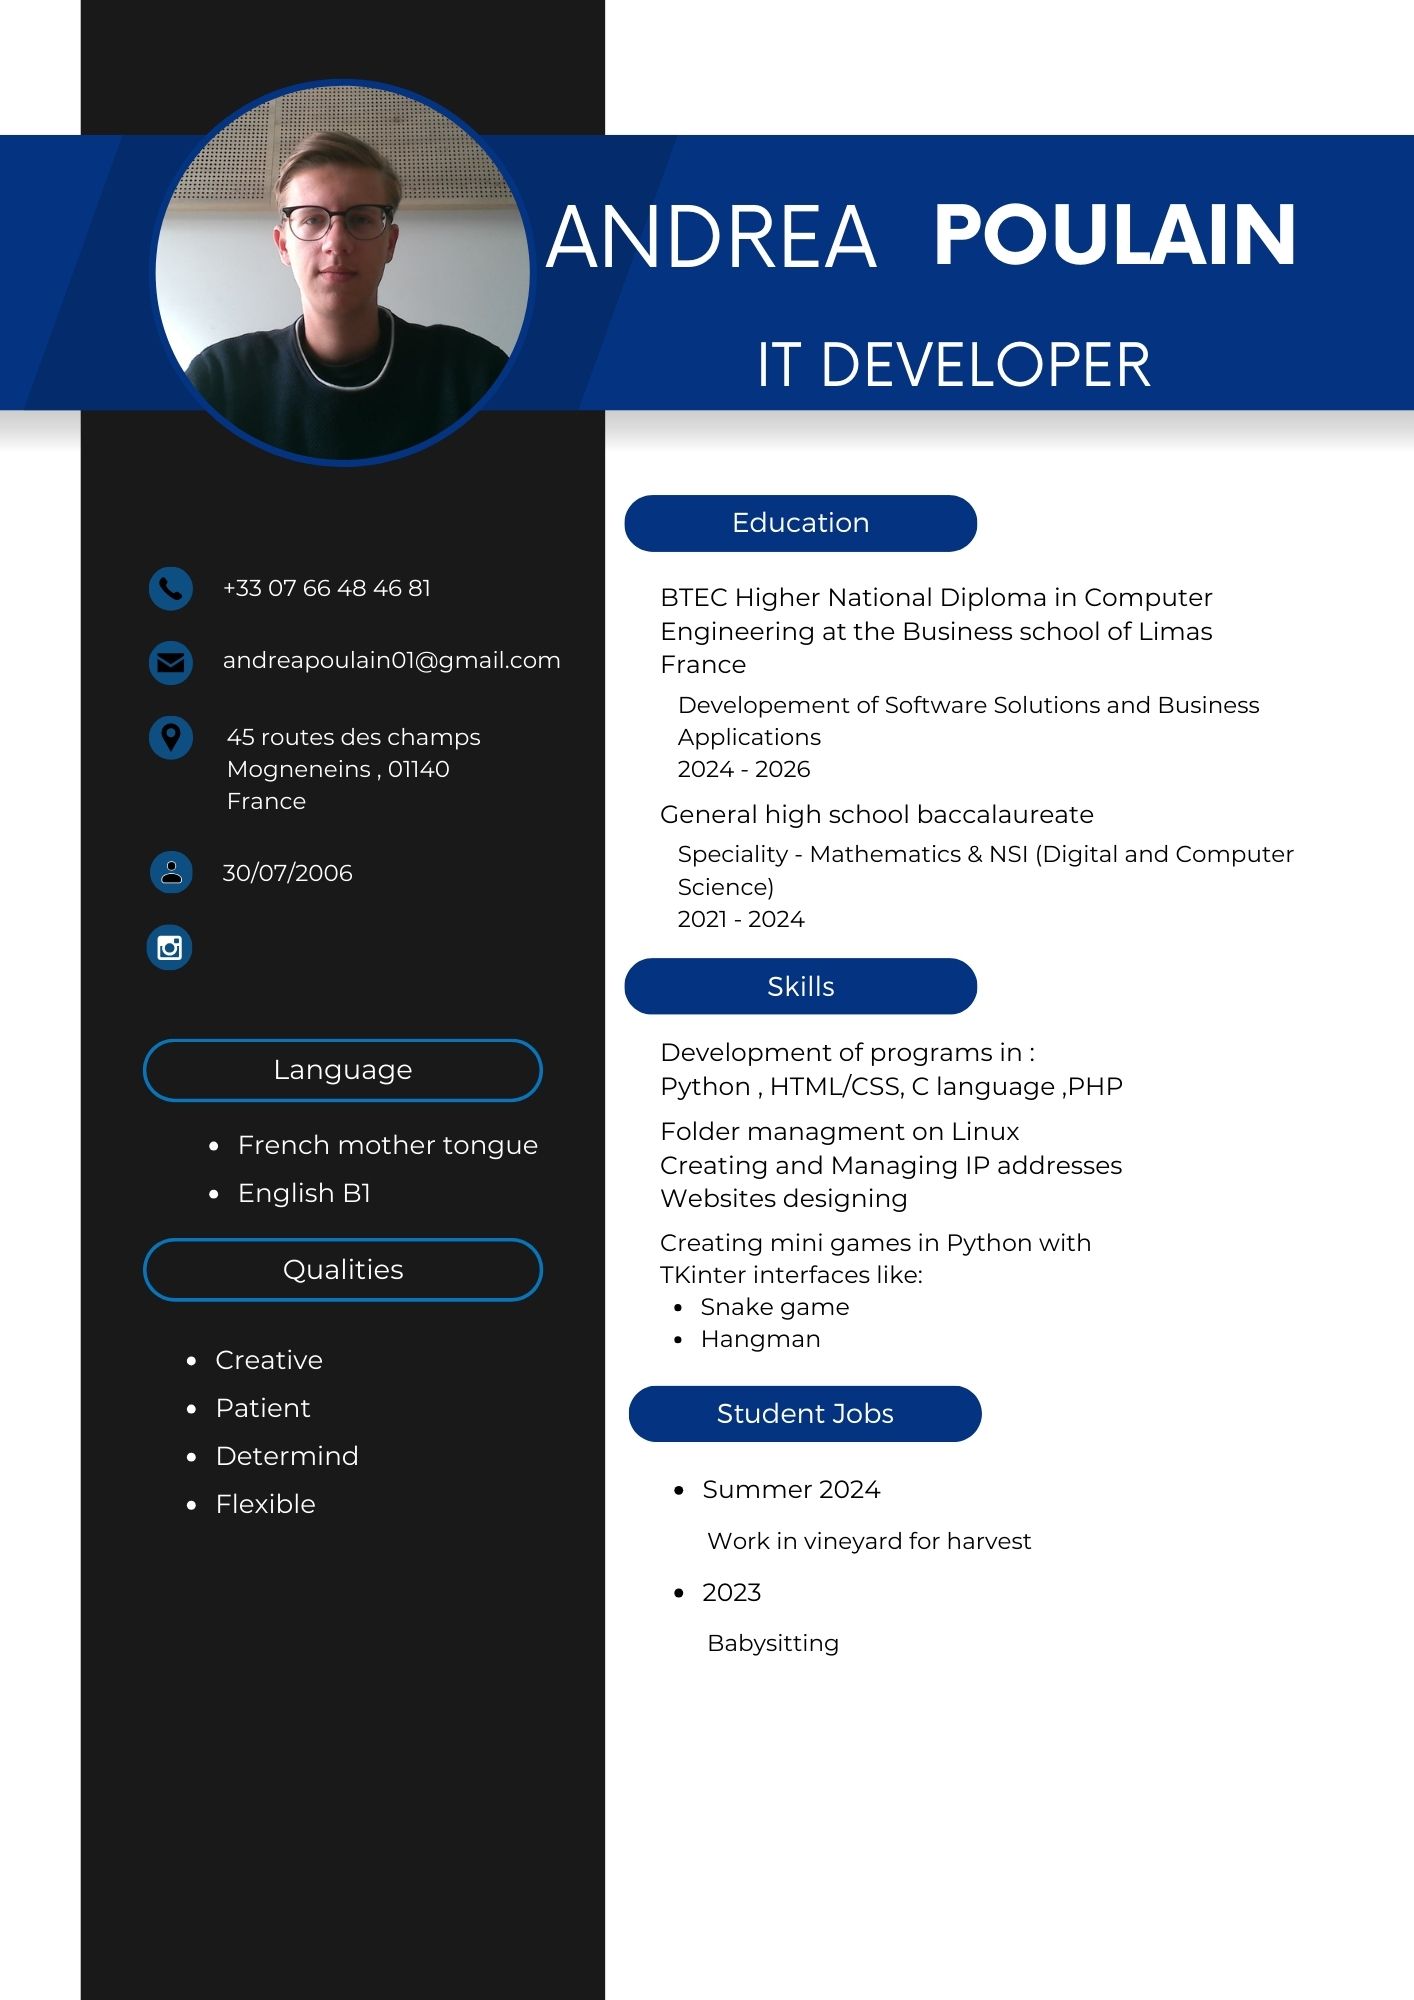 ANDREA POULAIN
IT DEVELOPER
+33 07 66 48 46 81
andreapoulain01@gmail.com
45 routes des champs
Mogneneins , 01140
France
30/07/2006
Language
French mother tongue
English B1
Qualities
Creative
Patient
Determind
Flexible
Education
BTEC Higher National Diploma in Computer
Engineering at the Business school of Limas
France
Developement of Software Solutions and Business
Applications
2024 - 2026
General high school baccalaureate
Speciality - Mathematics & NSI (Digital and Computer
Science)
2021 - 2024
Skills
Development of programs in :
Python , HTML/CSS, C language ,PHP
Folder managment on Linux
Creating and Managing IP addresses
Websites designing
Creating mini games in Python with
TKinter interfaces like:
Snake game
Hangman
Student Jobs
Summer 2024
Work in vineyard for harvest
2023
Babysitting